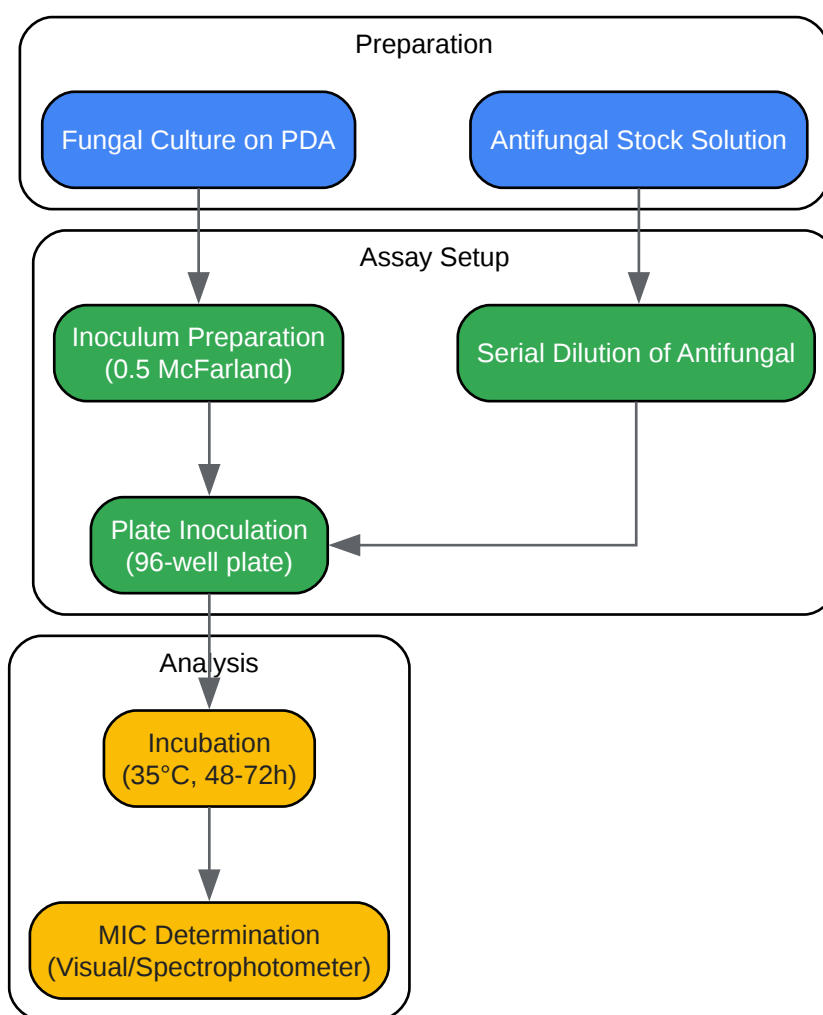 Preparation
Fungal Culture on PDA
Antifungal Stock Solution
Assay Setup
Inoculum Preparation
(0.5 McFarland)
Serial Dilution of Antifungal
Plate Inoculation
(96-well plate)
Analysis
Incubation
(35°C, 48-72h)
MIC Determination
(Visual/Spectrophotometer)